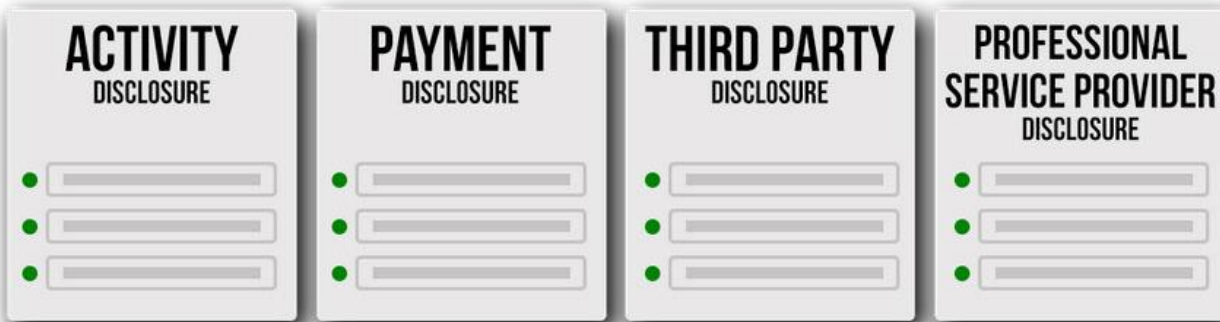 ACTIVITY
DISCLOSURE
PAYMENT
DISCLOSURE
THIRD PARTY
DISCLOSURE
PROFESSIONAL
SERVICE PROVIDER
DISCLOSURE